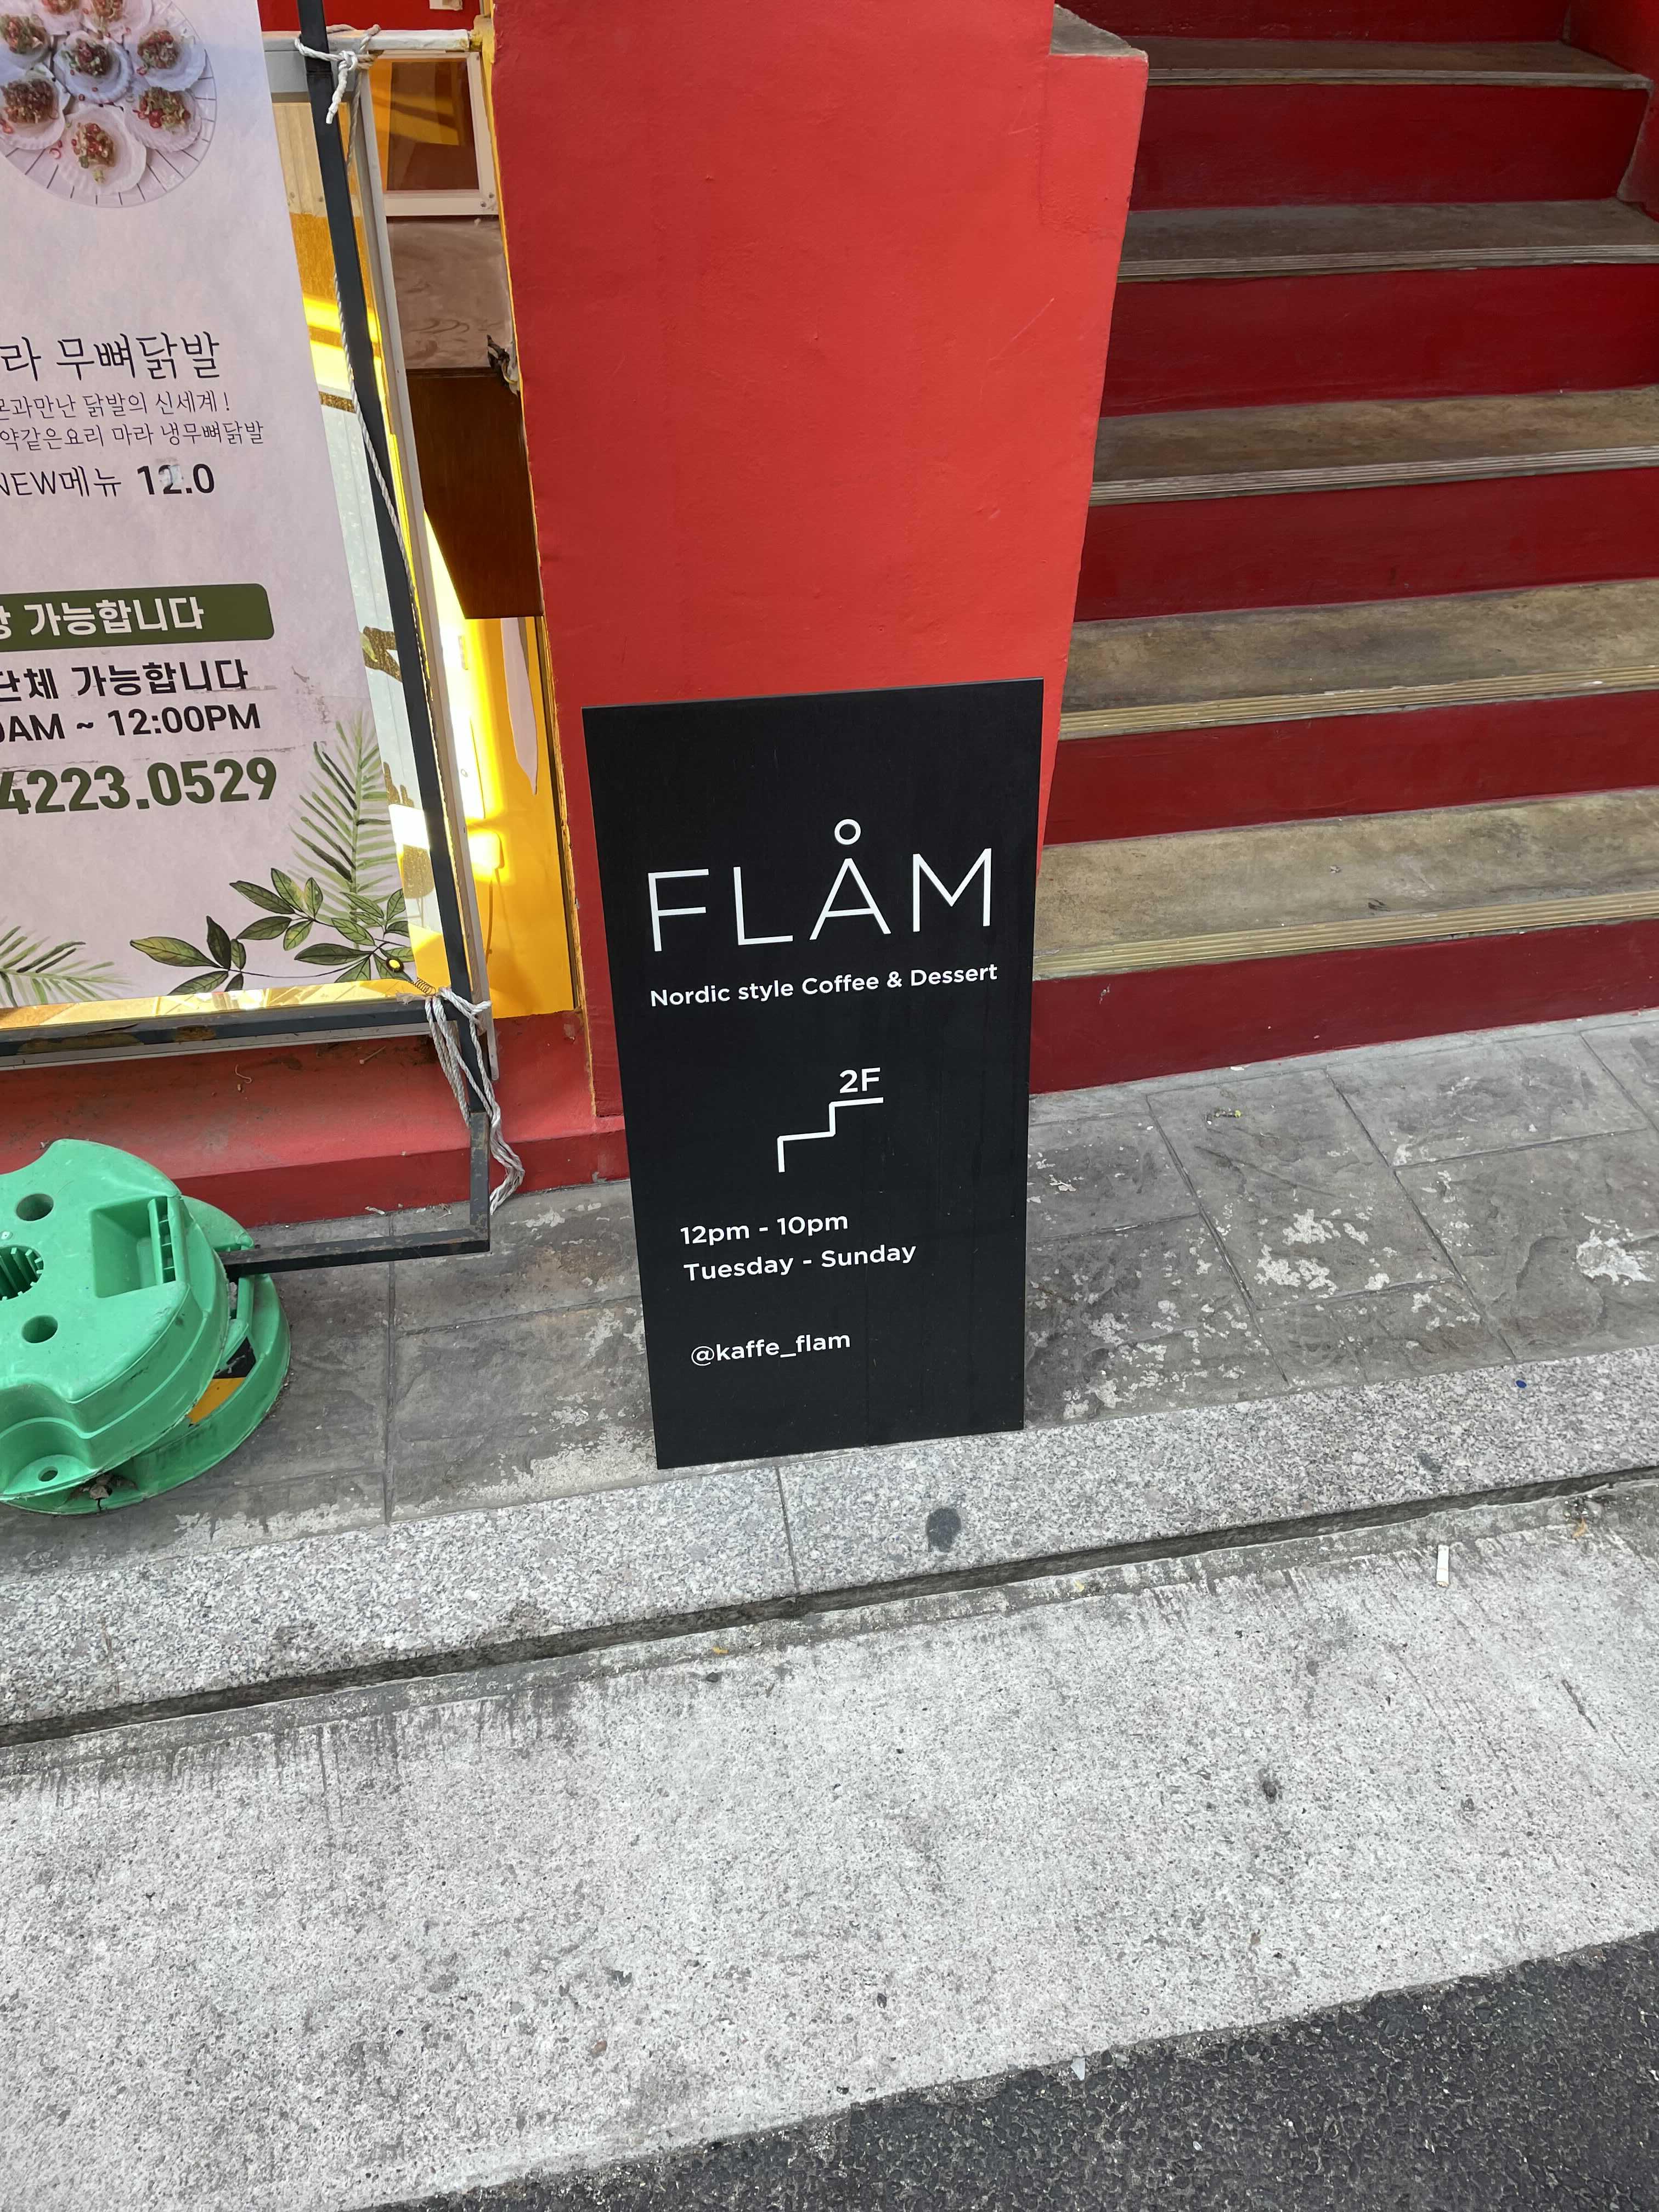 무뼈닭발
닭발의 신세계!
약같은요리 마라 냉무뼈닭발
NEW메뉴 12.0
가능합니다
단체 가능합니다
AM ~ 12:00PM
4223.0529
FLÅM
Nordic style Coffee & Dessert
2F
12pm - 10pm
Tuesday - Sunday
@kaffe_flam